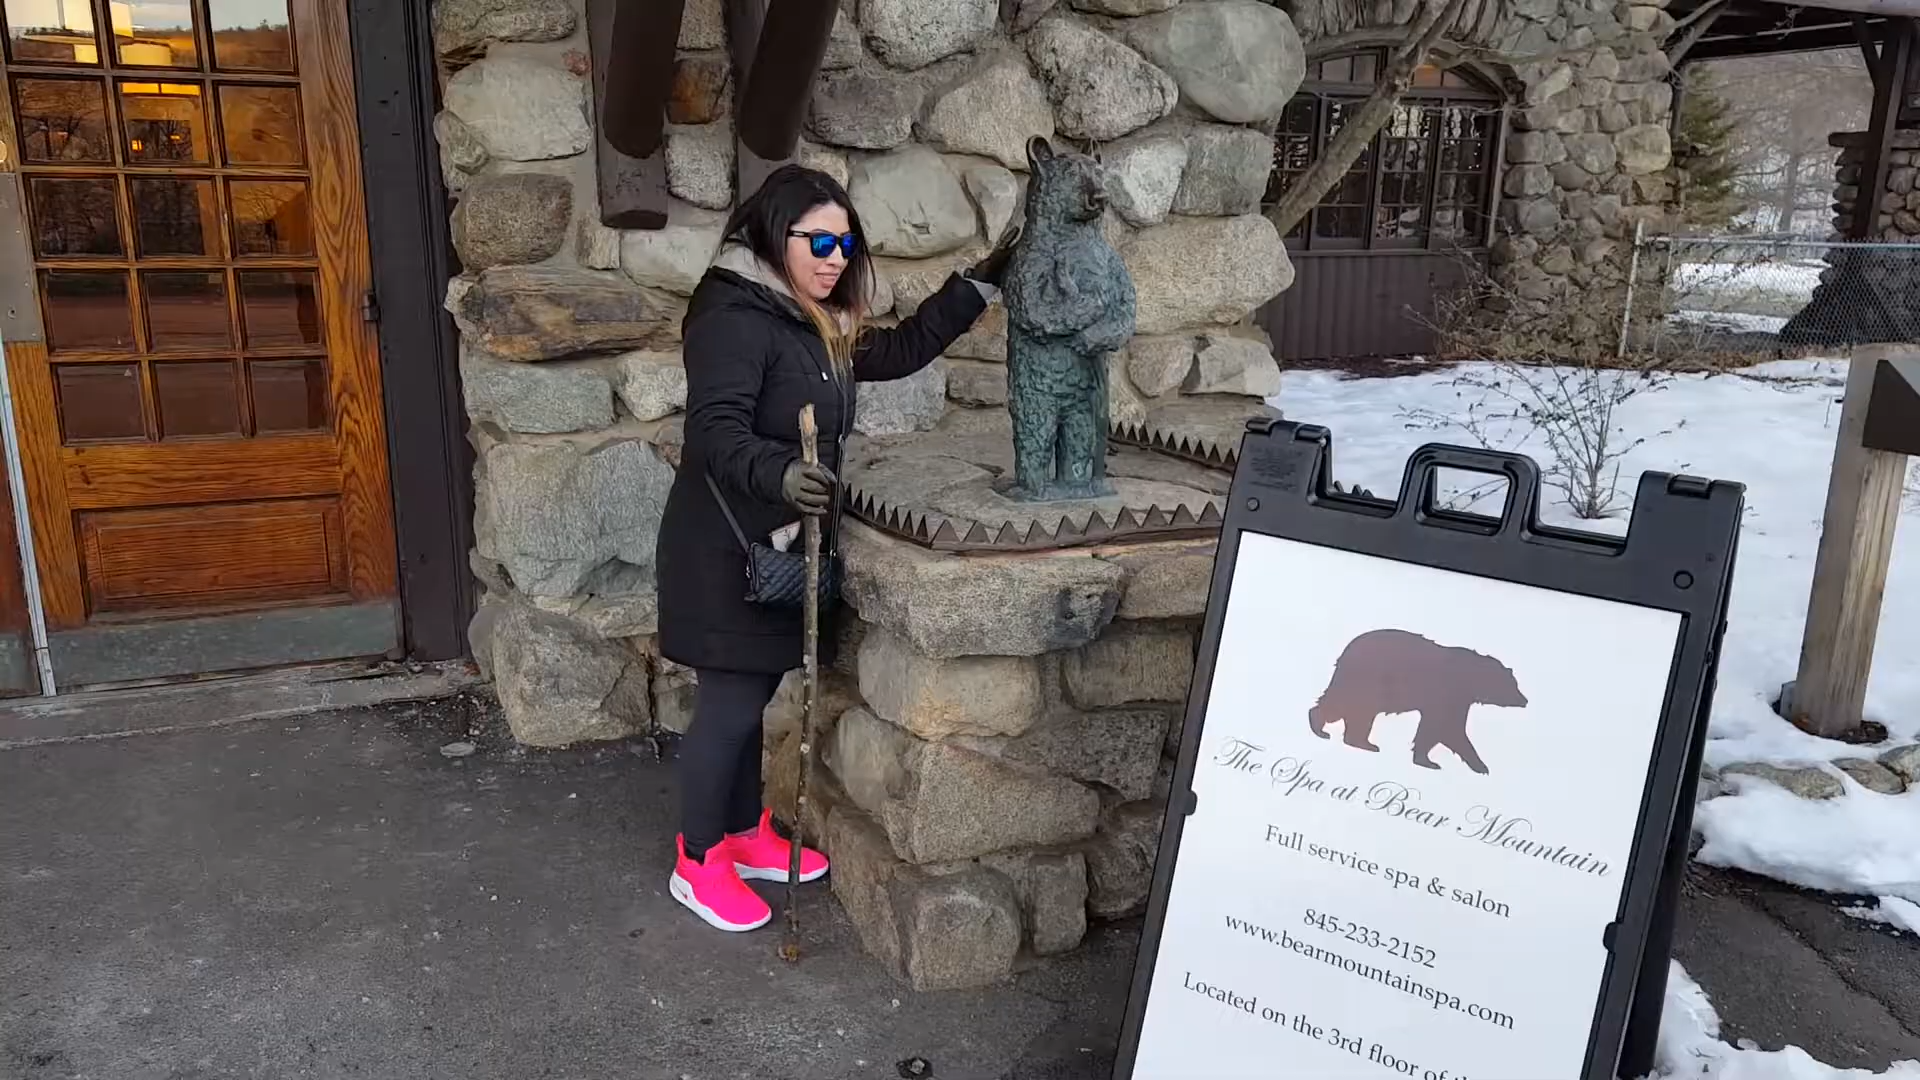 The Spa at Bear Mountain
Full service spa & salon
845-233-2152
www.bearmountainspa.com
Located on the 3rd floor of